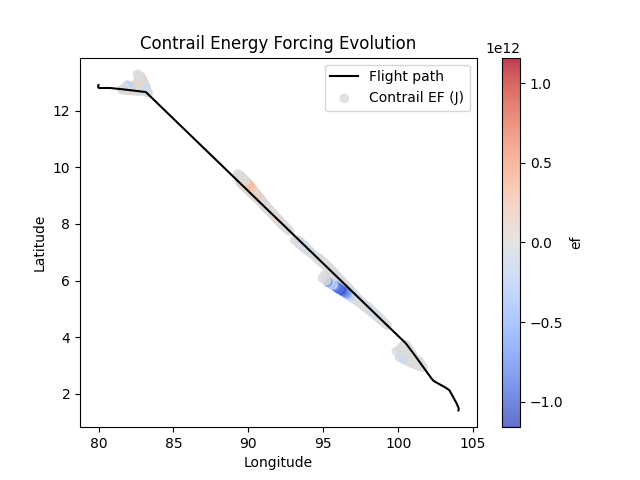 Contrail Energy Forcing Evolution
1e12
Flight path
Contrail EF (J)
12
10
8
6
4
2
Latitude
80
85
90
95
100
105
Longitude
1.0
0.5
0.0
−0.5
−1.0
ef